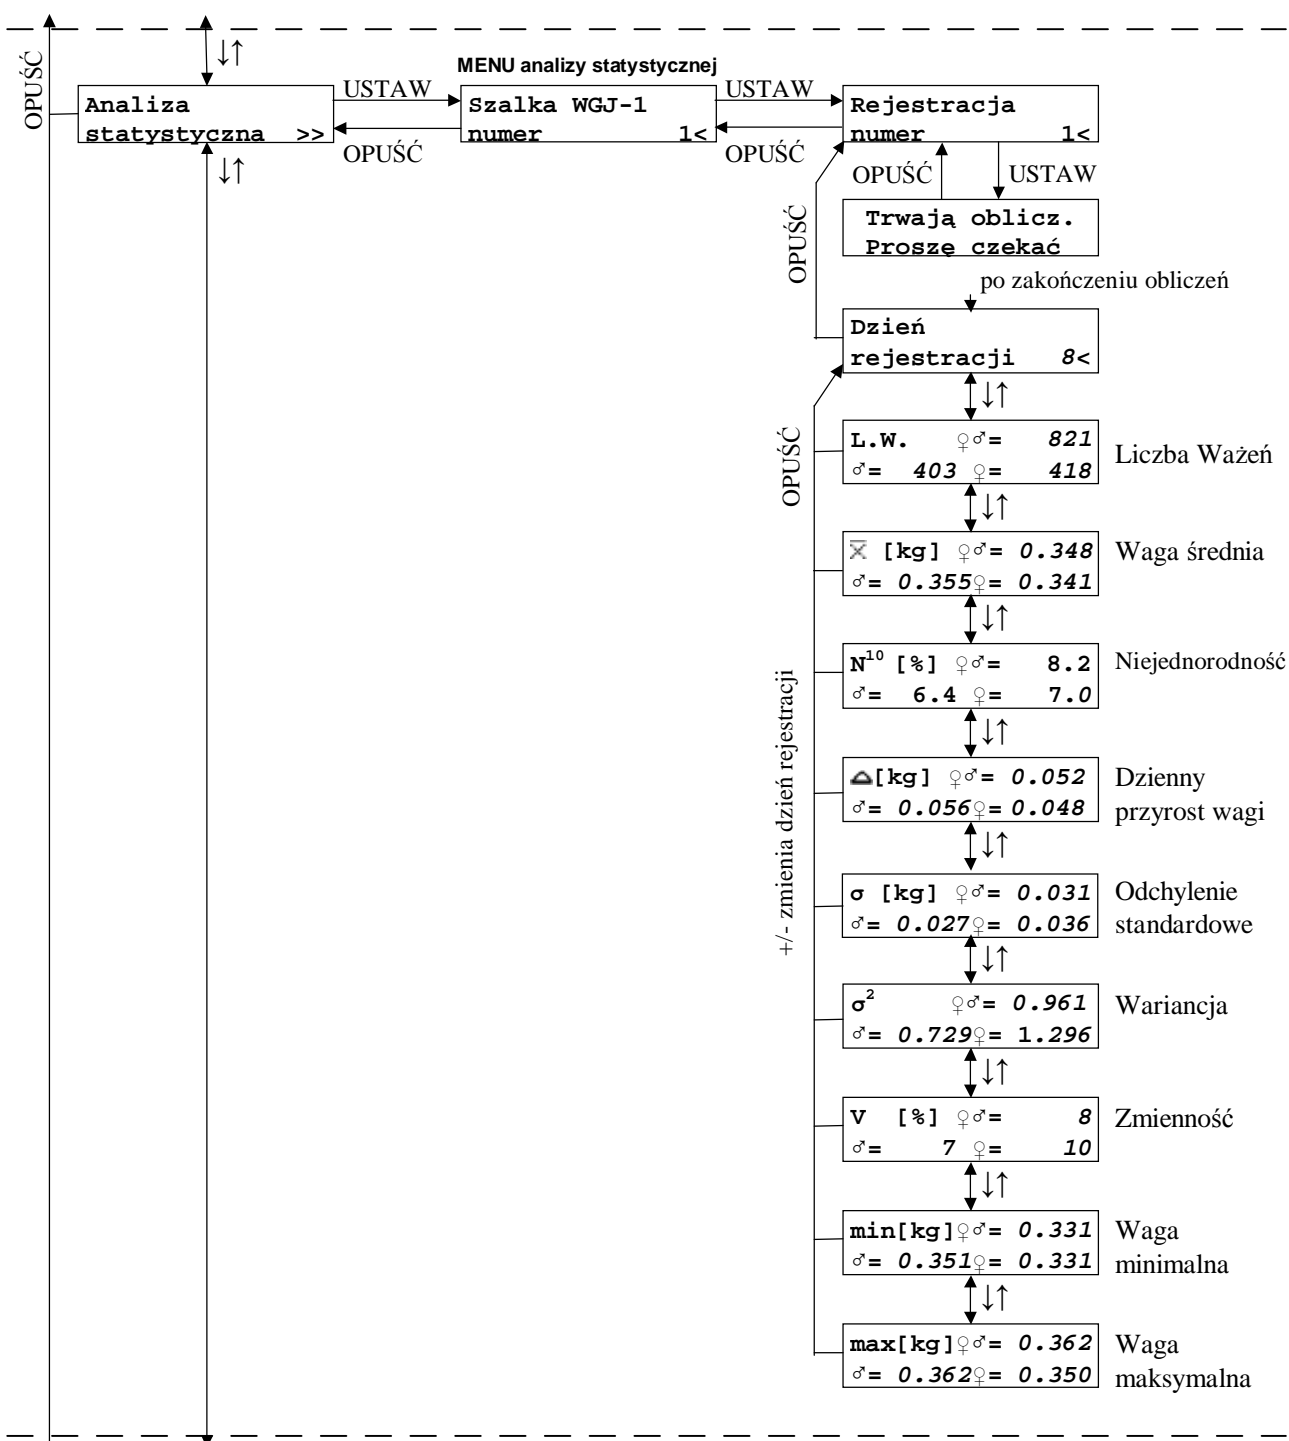 OPUŚĆ
↓↑
MENU analizy statystycznej
Analiza
statystyczna >>
USTAW
OPUŚĆ
Szalka WGJ-1
numer 1<
USTAW
OPUŚĆ
Rejestracja
numer 1<
↓↑
OPUŚĆ
USTAW
Trwają oblicz.
Proszę czekać
OPUŚĆ
po zakończeniu obliczeń
Dzień
rejestracji 8<
↓↑
OPUŚĆ
L.W. ♀♂= 821
♂= 403 ♀= 418
Liczba Ważeń
↓↑
x̅ [kg] ♀♂= 0.348
♂= 0.355♀= 0.341
Waga średnia
↓↑
+/- zmienia dzień rejestracji
N¹⁰ [%] ♀♂= 8.2
♂= 6.4 ♀= 7.0
Niejednorodność
↓↑
△[kg] ♀♂= 0.052
♂= 0.056♀= 0.048
Dzienny
przyrost wagi
↓↑
σ [kg] ♀♂= 0.031
♂= 0.027♀= 0.036
Odchylenie
standardowe
↓↑
σ² ♀♂= 0.961
♂= 0.729♀= 1.296
Wariancja
↓↑
V [%] ♀♂= 8
♂= 7 ♀= 10
Zmienność
↓↑
min[kg]♀♂= 0.331
♂= 0.351♀= 0.331
Waga
minimalna
↓↑
max[kg]♀♂= 0.362
♂= 0.362♀= 0.350
Waga
maksymalna